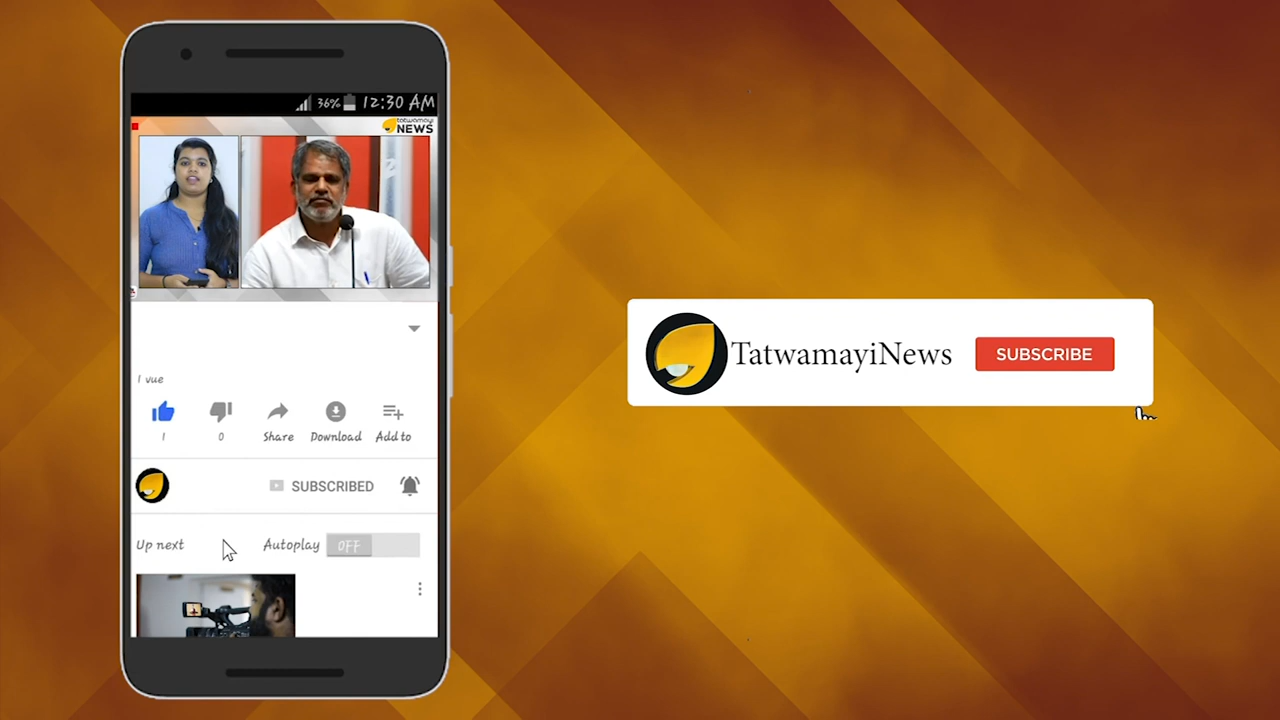 36% 12:30 AM
tatwamayi
NEWS
1 vue
1
0
Share
Download
Add to
SUBSCRIBED
Up next
Autoplay
OFF
TatwamayiNews
SUBSCRIBE